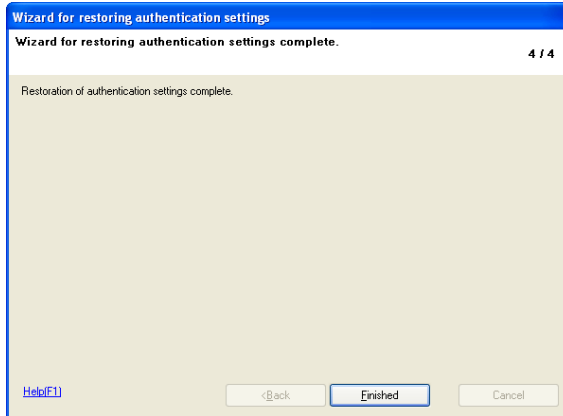 Wizard for restoring authentication settings
Wizard for restoring authentication settings complete.
4 / 4
Restoration of authentication settings complete.
Help(F1)
<Back
Finished
Cancel